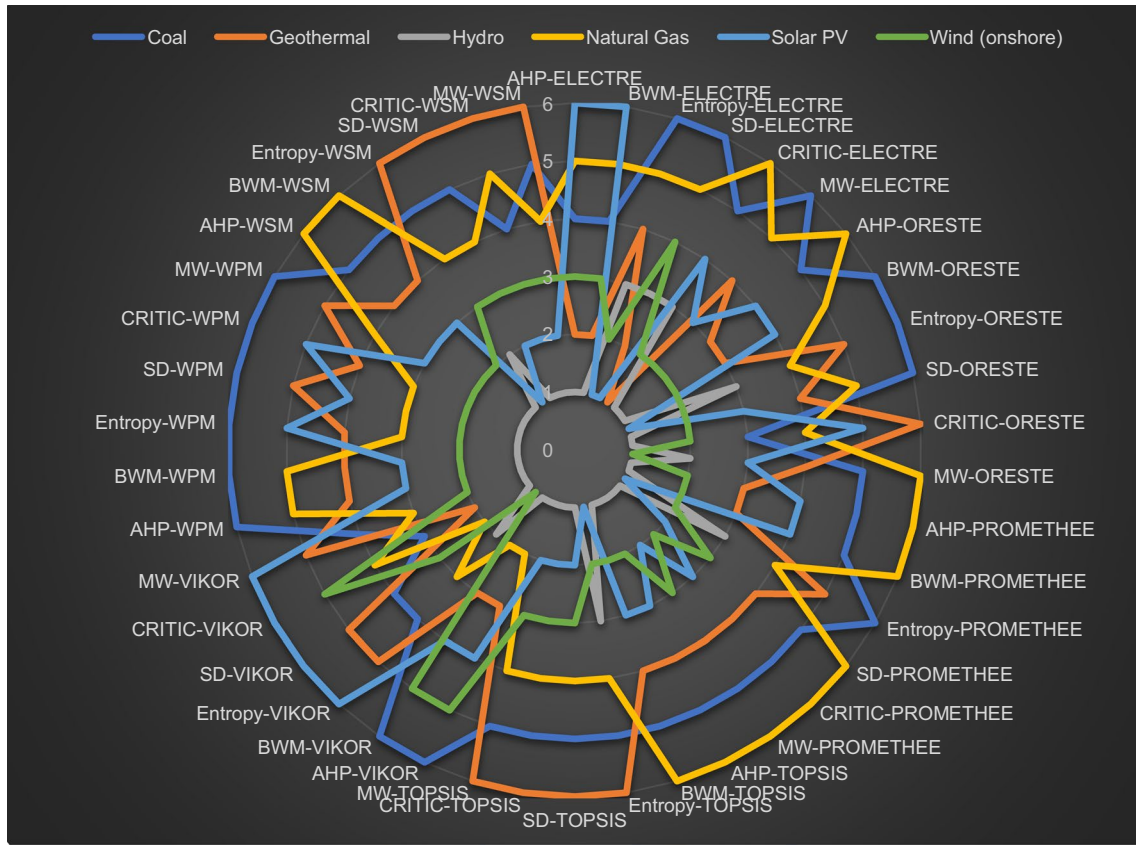 Coal Geothermal Hydro Natural Gas Solar PV Wind (onshore)
AHP-ELECTRE
BWM-ELECTRE
Entropy-ELECTRE
SD-ELECTRE
CRITIC-ELECTRE
MW-ELECTRE
AHP-ORESTE
BWM-ORESTE
Entropy-ORESTE
SD-ORESTE
CRITIC-ORESTE
MW-ORESTE
AHP-PROMETHEE
BWM-PROMETHEE
Entropy-PROMETHEE
SD-PROMETHEE
CRITIC-PROMETHEE
MW-PROMETHEE
AHP-TOPSIS
BWM-TOPSIS
Entropy-TOPSIS
SD-TOPSIS
CRITIC-TOPSIS
MW-TOPSIS
AHP-VIKOR
BWM-VIKOR
Entropy-VIKOR
SD-VIKOR
CRITIC-VIKOR
MW-VIKOR
AHP-WPM
BWM-WPM
Entropy-WPM
SD-WPM
CRITIC-WPM
MW-WPM
AHP-WSM
BWM-WSM
Entropy-WSM
SD-WSM
CRITIC-WSM
MW-WSM
6
5
4
3
2
1
0